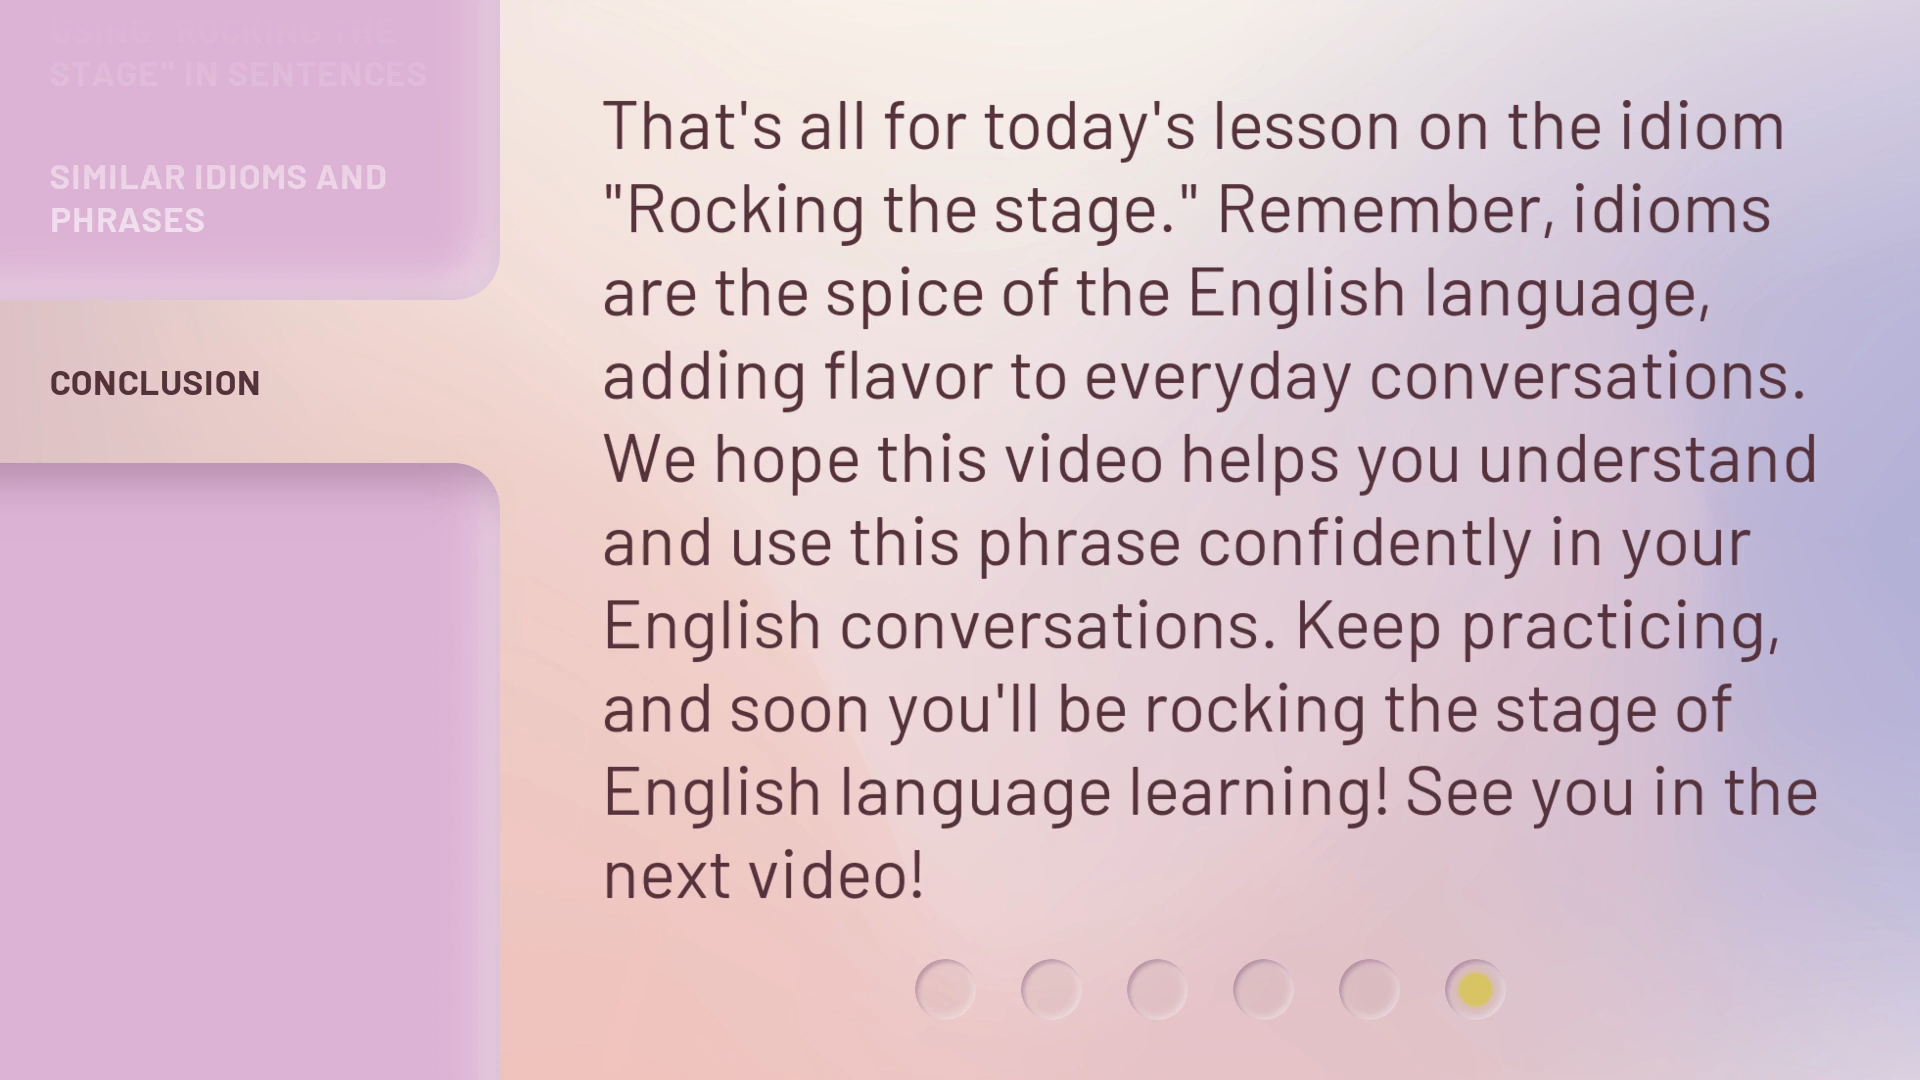 USING "ROCKING THE
STAGE" IN SENTENCES
SIMILAR IDIOMS AND
PHRASES
CONCLUSION
That's all for today's lesson on the idiom
"Rocking the stage." Remember, idioms
are the spice of the English language,
adding flavor to everyday conversations.
We hope this video helps you understand
and use this phrase confidently in your
English conversations. Keep practicing,
and soon you'll be rocking the stage of
English language learning! See you in the
next video!